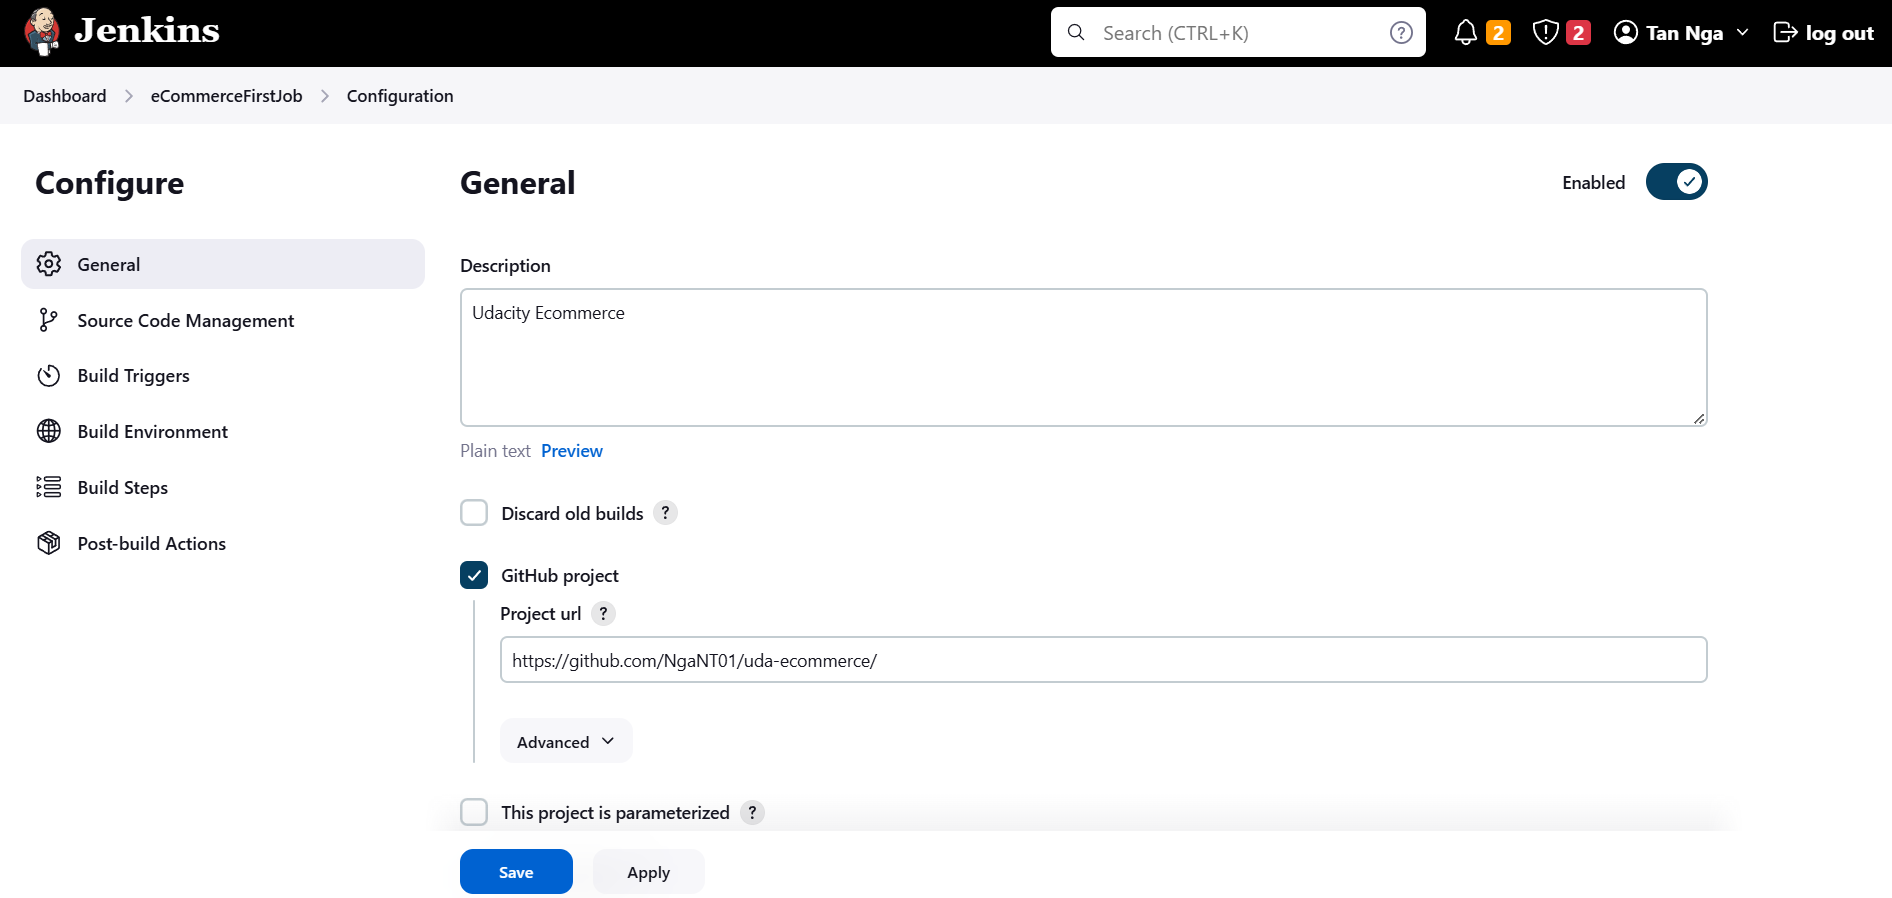 Jenkins
Search (CTRL+K)
?
2
2
Tan Nga
log out
Dashboard
eCommerceFirstJob
Configuration
Configure
General
Source Code Management
Build Triggers
Build Environment
Build Steps
Post-build Actions
General
Enabled
Description
Udacity Ecommerce
Plain text Preview
Discard old builds ?
GitHub project
Project url ?
https://github.com/NgaNT01/uda-ecommerce/
Advanced
This project is parameterized ?
Save
Apply